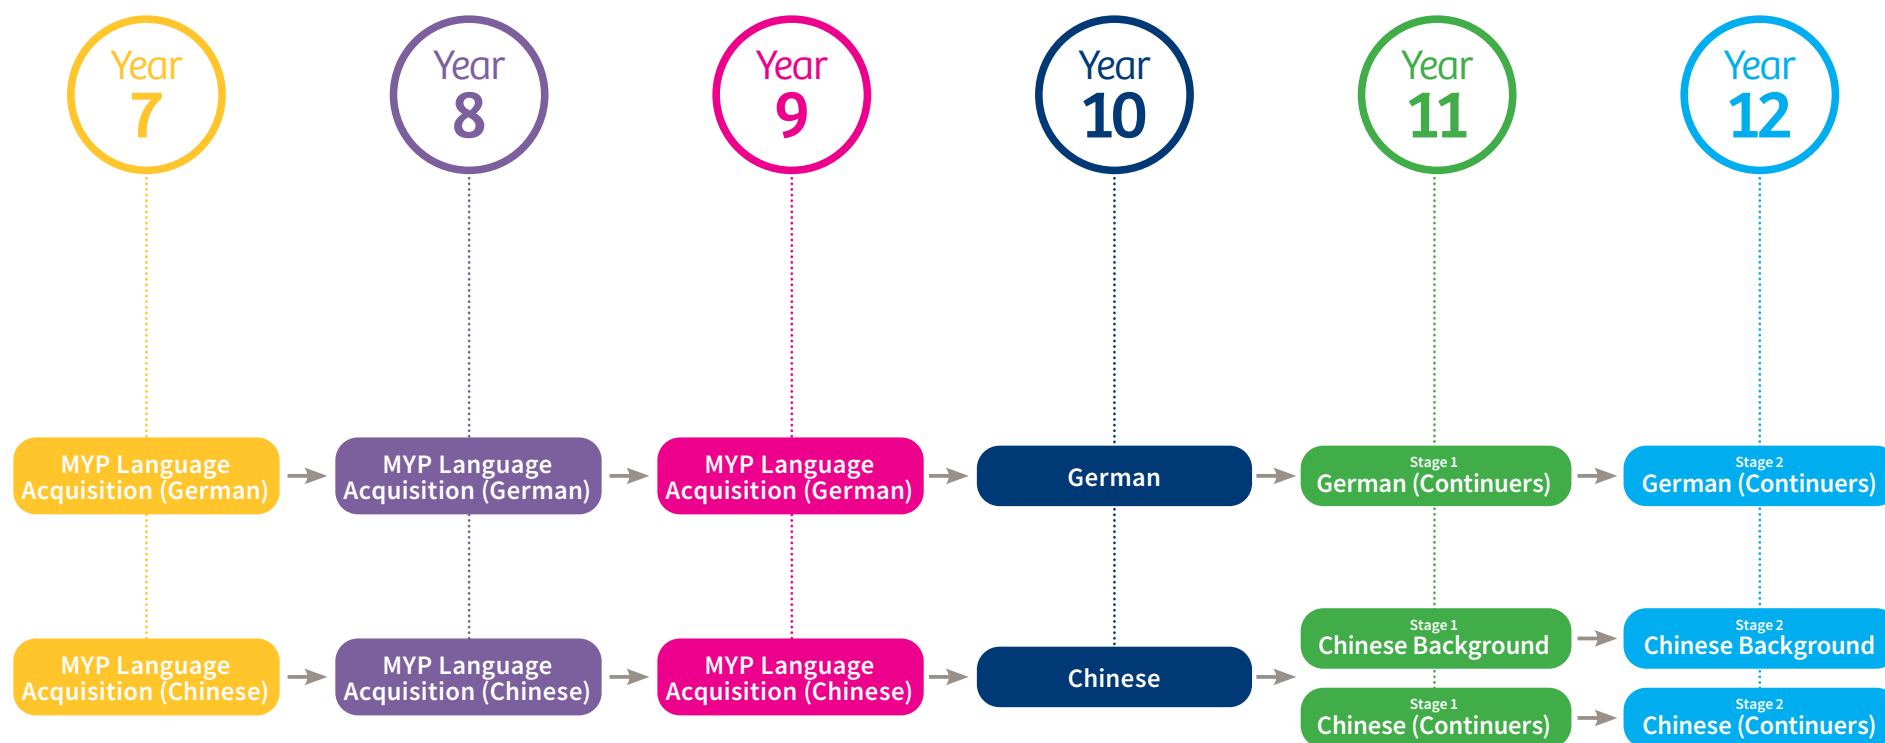 Year
7
Year
8
Year
9
Year
10
Year
11
Year
12
MYP Language
Acquisition (German)
MYP Language
Acquisition (German)
MYP Language
Acquisition (German)
German
Stage 1
German (Continuers)
Stage 2
German (Continuers)
MYP Language
Acquisition (Chinese)
MYP Language
Acquisition (Chinese)
MYP Language
Acquisition (Chinese)
Chinese
Stage 1
Chinese Background
Stage 2
Chinese Background
Stage 1
Chinese (Continuers)
Stage 2
Chinese (Continuers)